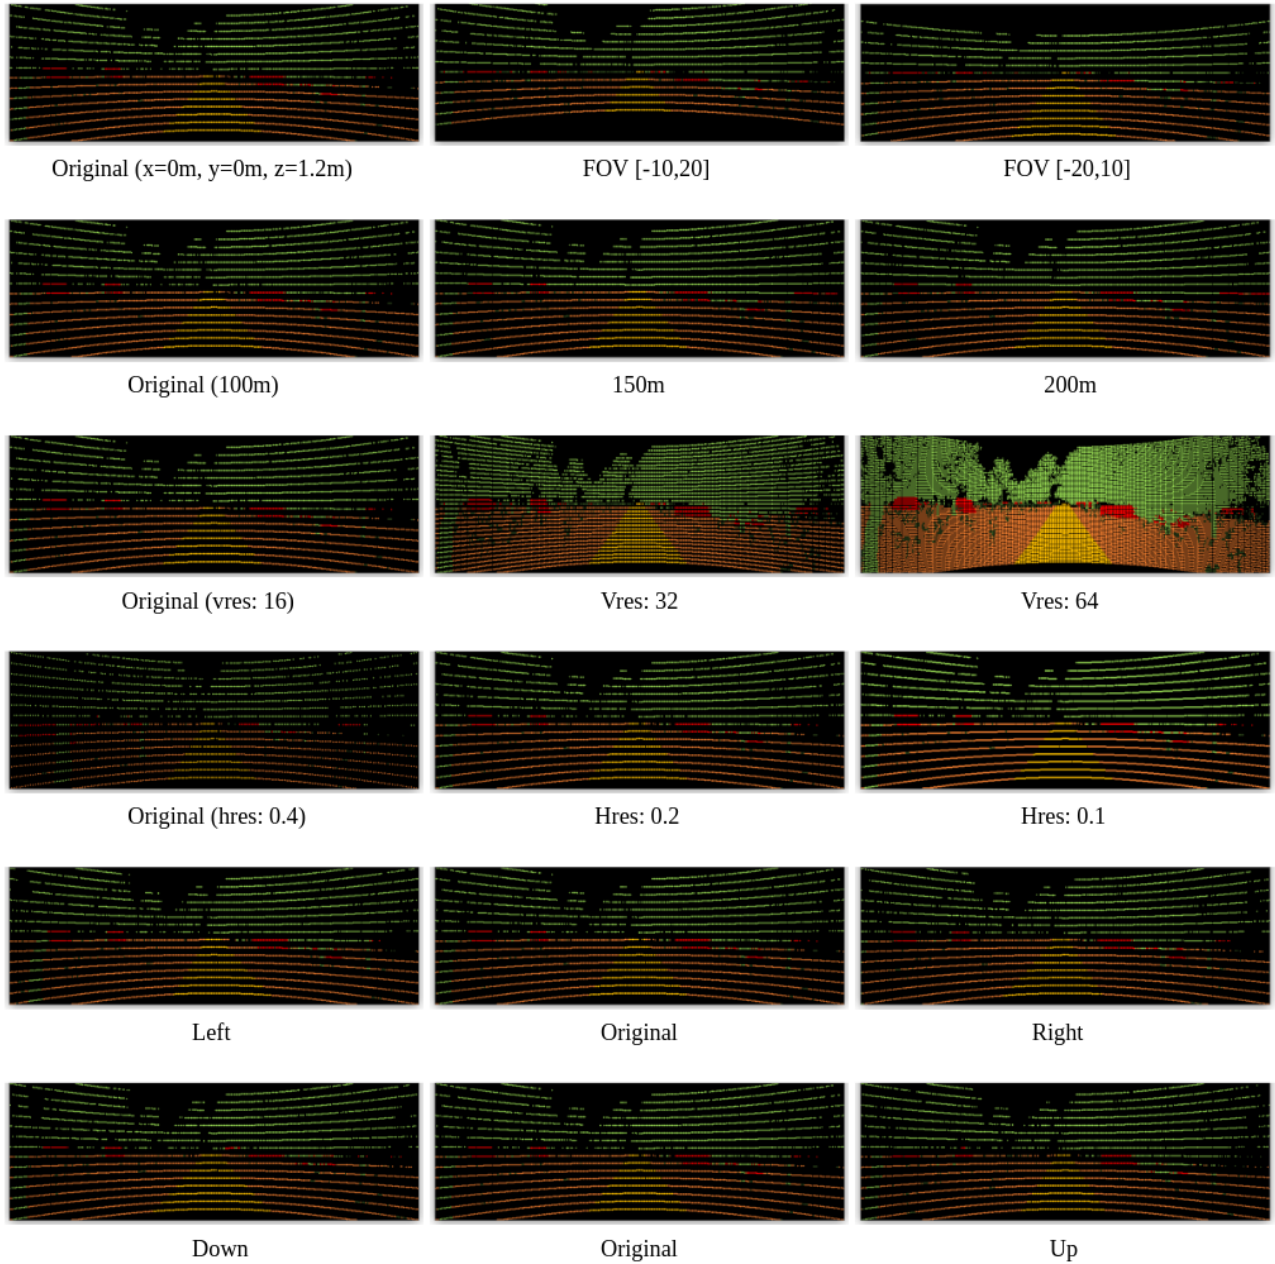 Original (x=0m, y=0m, z=1.2m)
FOV [-10,20]
FOV [-20,10]
Original (100m)
150m
200m
Original (vres: 16)
Vres: 32
Vres: 64
Original (hres: 0.4)
Hres: 0.2
Hres: 0.1
Left
Original
Right
Down
Original
Up